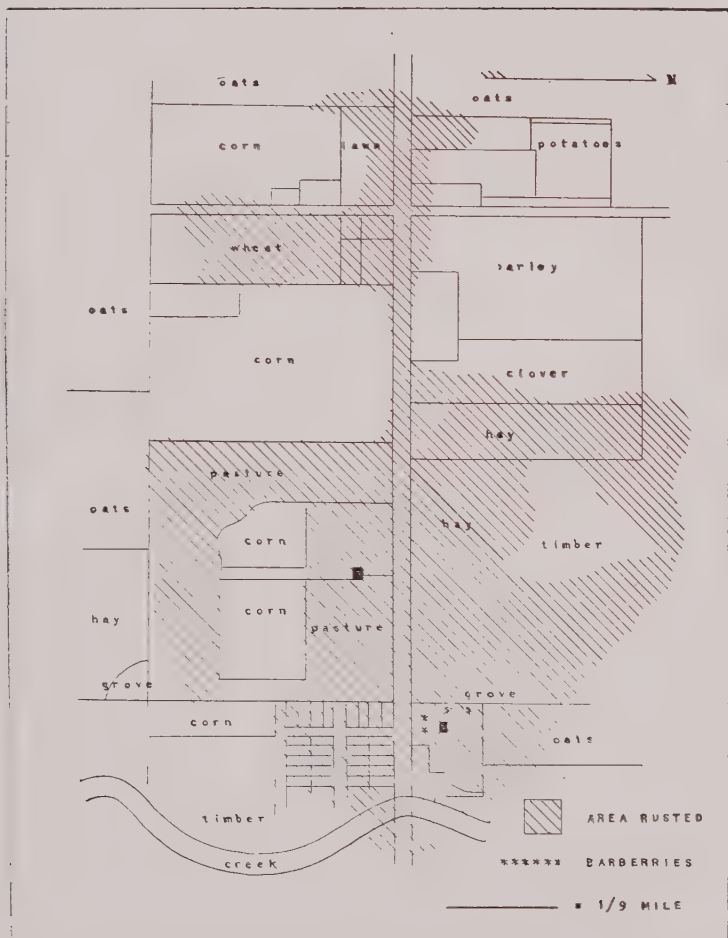 oats
N
oats
corn
lawn
potatoes
wheat
barley
oats
corn
clover
hay
pasture
oats
hay
corn
timber
hay
corn
pasture
grove
grove
corn
oats
timber
AREA RUSTED
creek
****** BARBERRIES
= 1/9 MILE